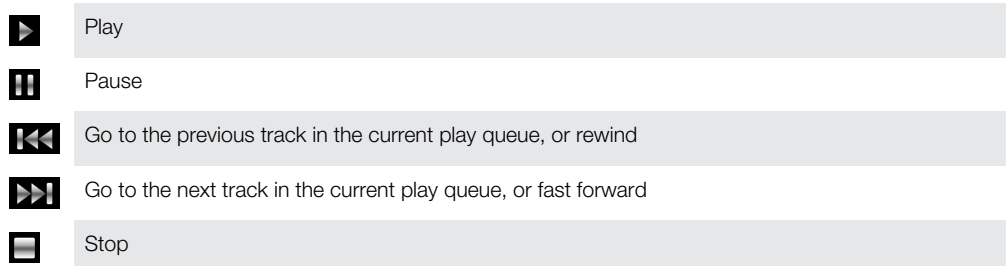 Play
Pause
Go to the previous track in the current play queue, or rewind
Go to the next track in the current play queue, or fast forward
Stop